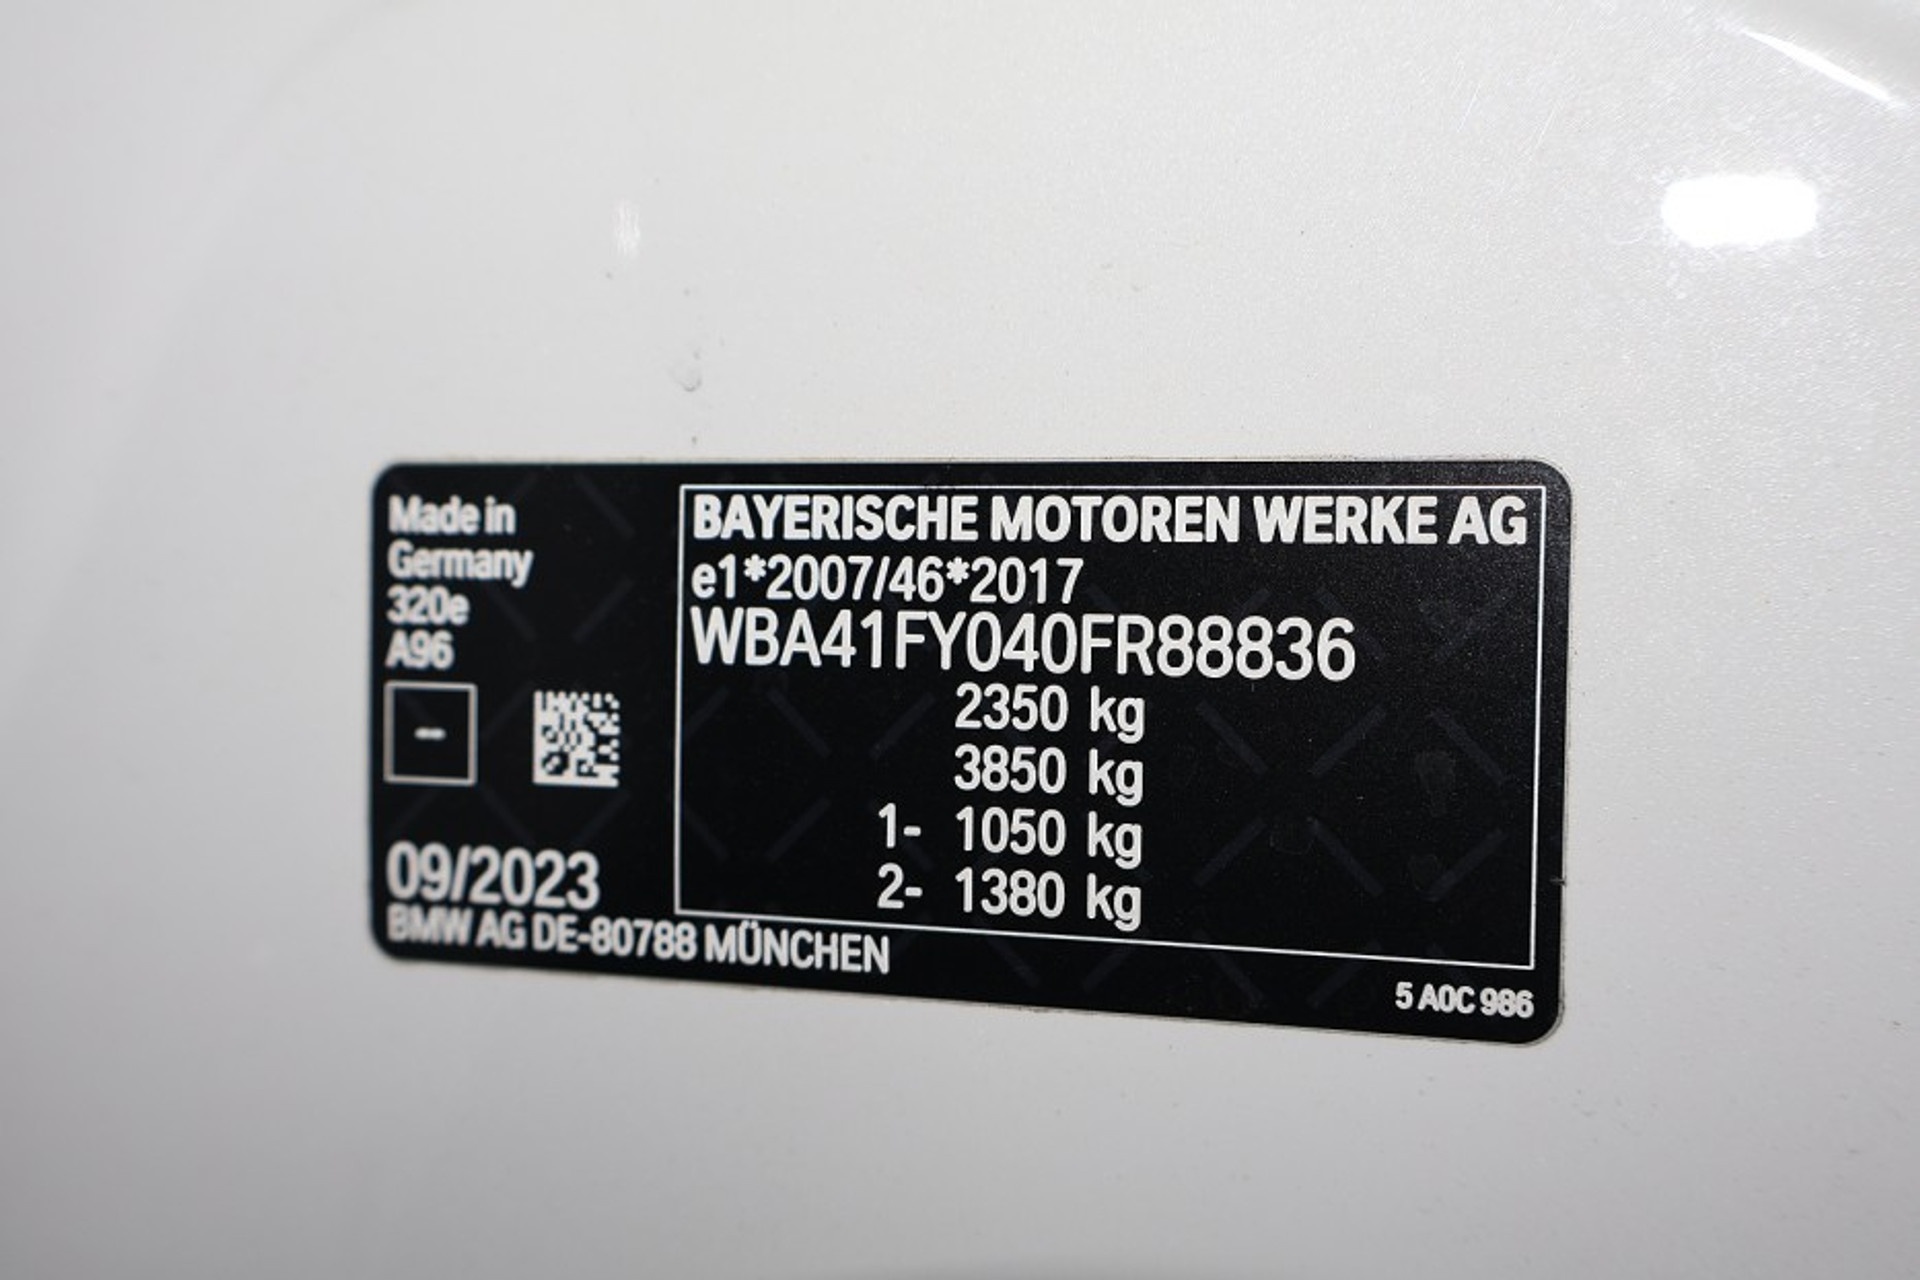 Made in
Germany
320e
A96
--
09/2023
BMW AG DE-80788 MÜNCHEN
BAYERISCHE MOTOREN WERKE AG
e1*2007/46*2017
WBA41FY040FR88836
2350 kg
3850 kg
1- 1050 kg
2- 1380 kg
5 A0C 986